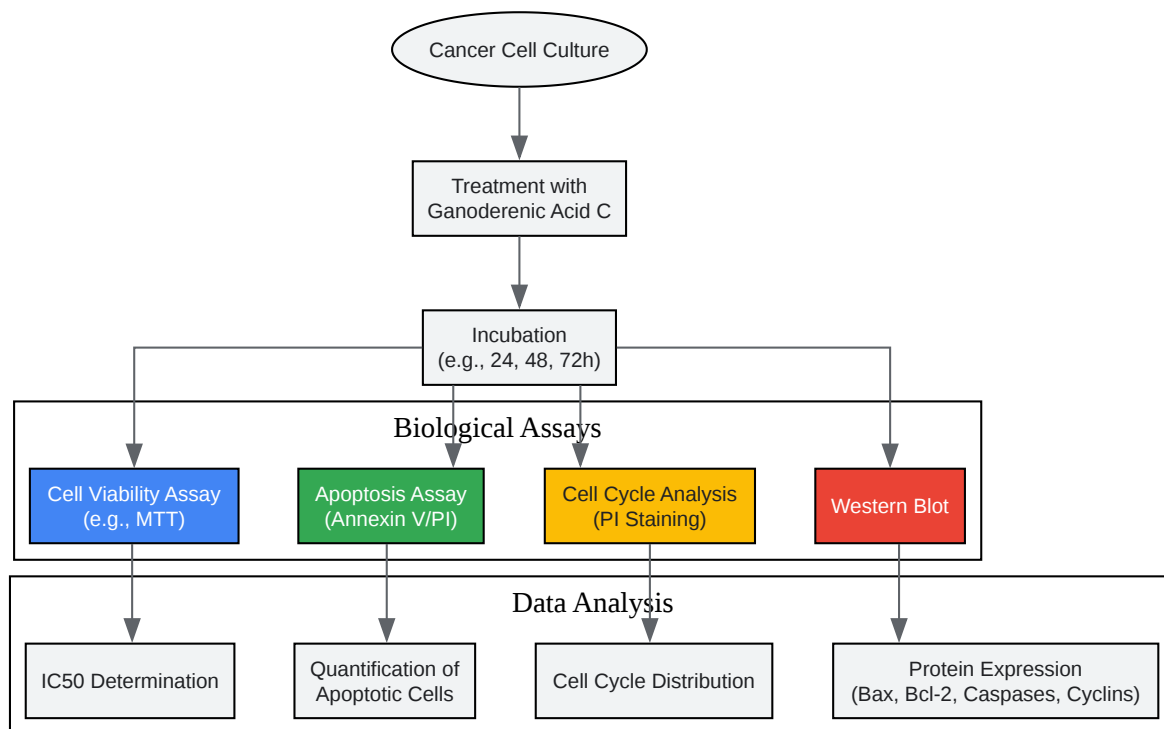 Cancer Cell Culture
Treatment with
Ganoderenic Acid C
Incubation
(e.g., 24, 48, 72h)
Biological Assays
Cell Viability Assay
(e.g., MTT)
Apoptosis Assay
(Annexin V/PI)
Cell Cycle Analysis
(PI Staining)
Western Blot
Data Analysis
IC50 Determination
Quantification of
Apoptotic Cells
Cell Cycle Distribution
Protein Expression
(Bax, Bcl-2, Caspases, Cyclins)